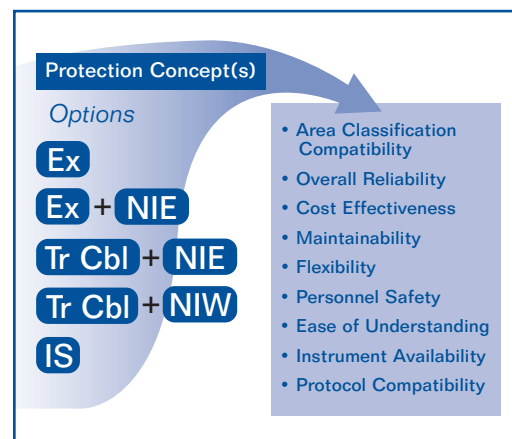 Protection Concept(s)
Options
Ex
Ex + NIE
Tr Cbl + NIE
Tr Cbl + NIW
IS
• Area Classification
Compatibility
• Overall Reliability
• Cost Effectiveness
• Maintainability
• Flexibility
• Personnel Safety
• Ease of Understanding
• Instrument Availability
• Protocol Compatibility